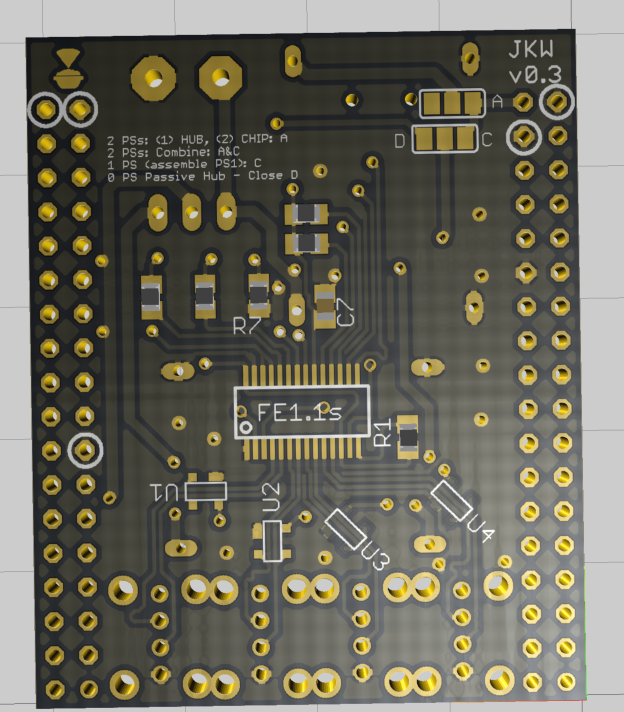 JKW
v0.3
A
D
C
2 PSs: (1) HUB, (2) CHIP: A
2 PSs: Combine: A&C
1 PS (assemble PS1): C
0 PS Passive Hub - Close D
C7
R7
FE1.1s
R1
U1
U2
U3
U4